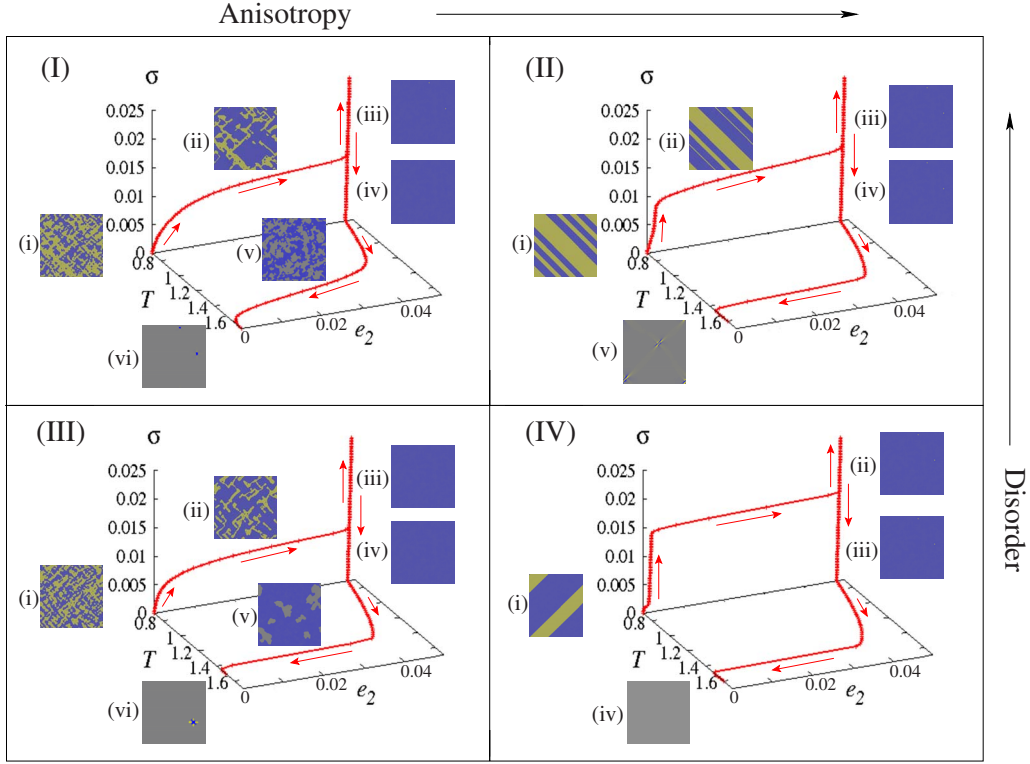 Anisotropy
Disorder
(I)
σ
0.025
0.02
0.015
0.01
0.005
0
0.8
1
1.2
1.4
1.6
T
0
0.02
0.04
e2
(i)
(ii)
(iii)
(iv)
(v)
(vi)
(II)
σ
0.025
0.02
0.015
0.01
0.005
0
0.8
1
1.2
1.4
1.6
T
0
0.02
0.04
e2
(i)
(ii)
(iii)
(iv)
(v)
(III)
σ
0.025
0.02
0.015
0.01
0.005
0
0.8
1
1.2
1.4
1.6
T
0
0.02
0.04
e2
(i)
(ii)
(iii)
(iv)
(v)
(vi)
(IV)
σ
0.025
0.02
0.015
0.01
0.005
0
0.8
1
1.2
1.4
1.6
T
0
0.02
0.04
e2
(i)
(ii)
(iii)
(iv)